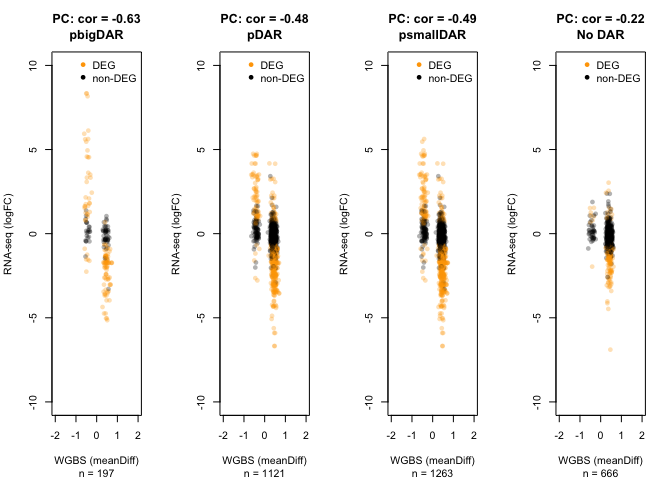 PC: cor = -0.63
pbigDAR
DEG
non-DEG
10
5
0
-5
-10
RNA-seq (logFC)
-2 -1 0 1 2
WGBS (meanDiff)
n = 197
PC: cor = -0.48
pDAR
DEG
non-DEG
10
5
0
-5
-10
RNA-seq (logFC)
-2 -1 0 1 2
WGBS (meanDiff)
n = 1121
PC: cor = -0.49
psmallDAR
DEG
non-DEG
10
5
0
-5
-10
RNA-seq (logFC)
-2 -1 0 1 2
WGBS (meanDiff)
n = 1263
PC: cor = -0.22
No DAR
DEG
non-DEG
10
5
0
-5
-10
RNA-seq (logFC)
-2 -1 0 1 2
WGBS (meanDiff)
n = 666